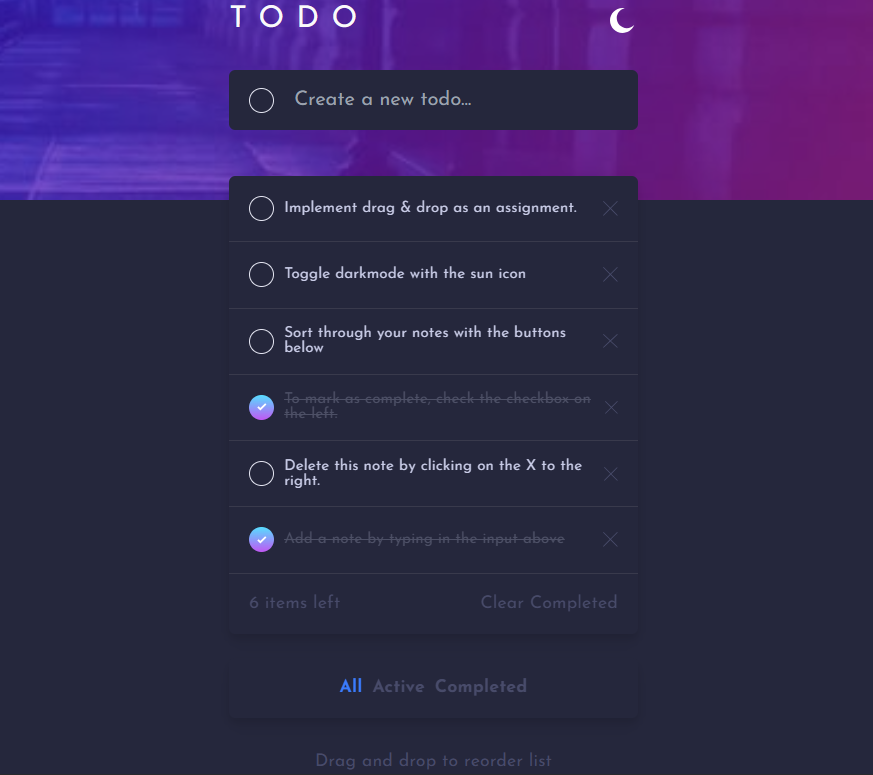 TODO
Create a new todo...
Implement drag & drop as an assignment.
Toggle darkmode with the sun icon
Sort through your notes with the buttons
below
To mark as complete, check the checkbox on
the left.
Delete this note by clicking on the X to the
right.
Add a note by typing in the input above
6 items left Clear Completed
All Active Completed
Drag and drop to reorder list